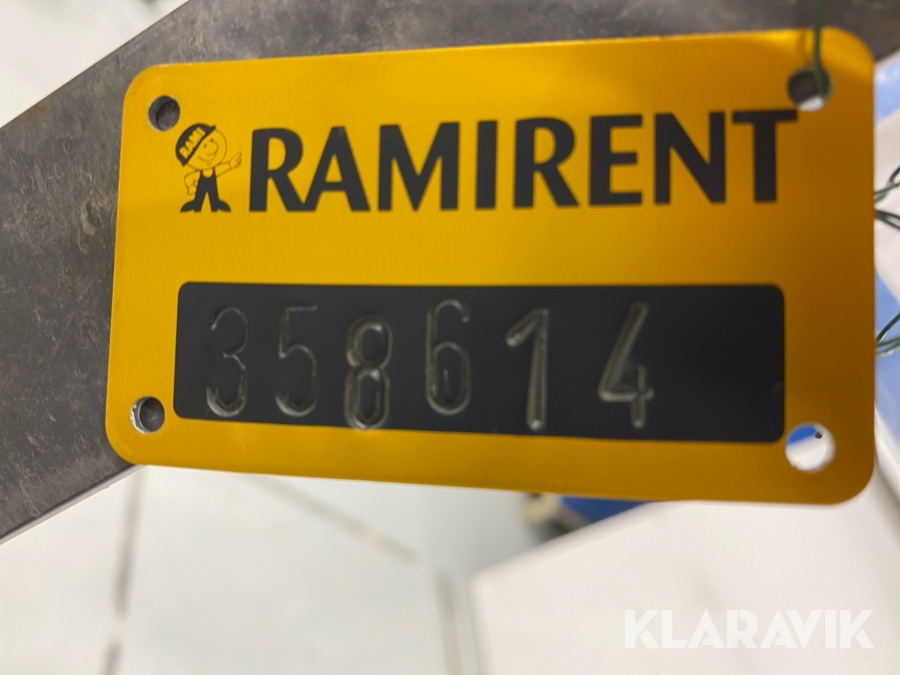 RAMI
RAMIRENT
358614
KLARAVIK